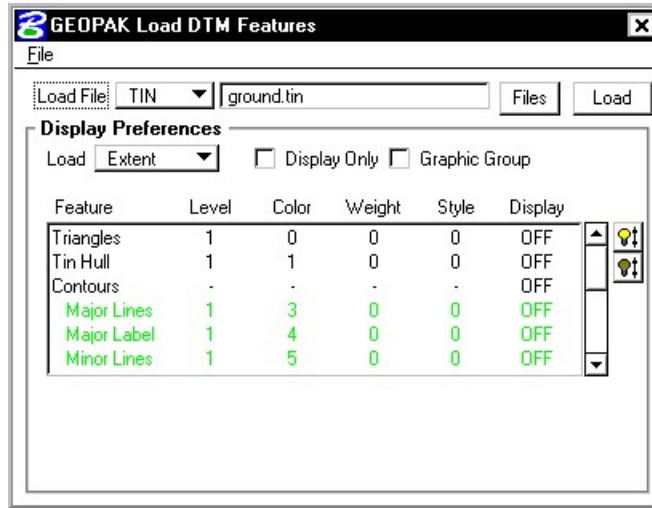 GEOPAK Load DTM Features
File
Load File TIN ground.tin Files Load
Display Preferences
Load Extent Display Only Graphic Group
Feature Level Color Weight Style Display
Triangles 1 0 0 0 OFF
Tin Hull 1 1 0 0 OFF
Contours - - - - OFF
Major Lines 1 3 0 0 OFF
Major Label 1 4 0 0 OFF
Minor Lines 1 5 0 0 OFF